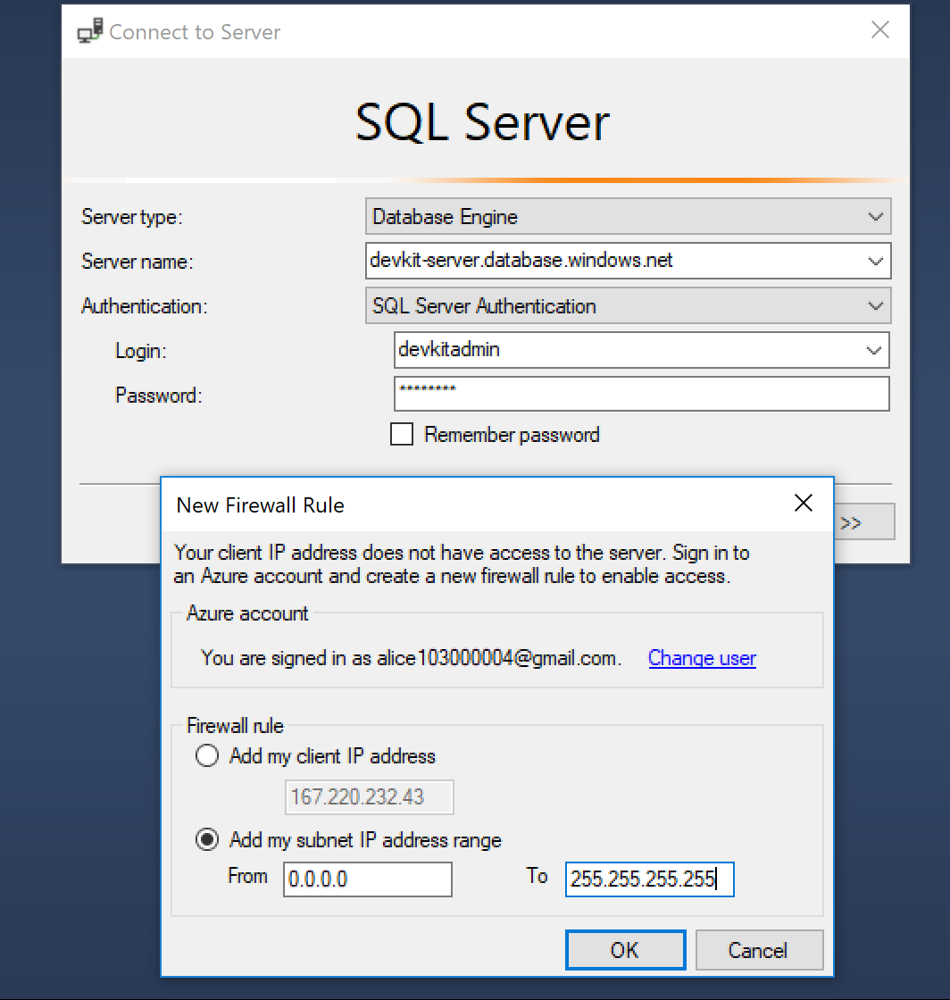 Connect to Server
SQL Server
Server type:
Database Engine
Server name:
devkit-server.database.windows.net
Authentication:
SQL Server Authentication
Login:
devkitadmin
Password:
********
Remember password
>>
New Firewall Rule
Your client IP address does not have access to the server. Sign in to
an Azure account and create a new firewall rule to enable access.
Azure account
You are signed in as alice103000004@gmail.com. Change user
Firewall rule
Add my client IP address
167.220.232.43
Add my subnet IP address range
From 0.0.0.0 To 255.255.255.255
OK Cancel